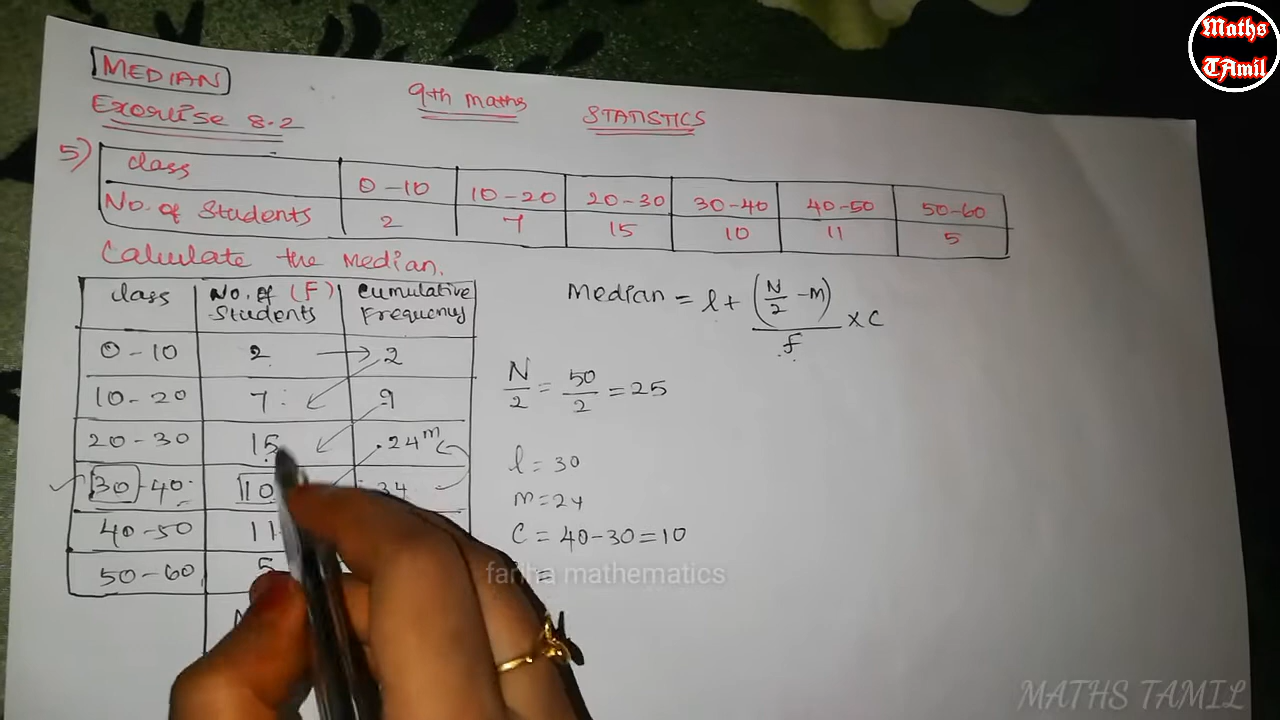 Maths
TAmil
MEDIAN
Exercise 8.2
9th maths
STATISTICS
5)
class 0-10 10-20 20-30 30-40 40-50 50-60
No. of Students 2 7 15 10 11 5
Calculate the Median.
class No. of (F) Students Cumulative Frequency
0-10 2 2
10-20 7 9
20-30 15 24 m
30-40 10 34
40-50 11
50-60 5
Median = l + (N/2 - m)/f × C
N/2 = 50/2 = 25
l = 30
m = 24
C = 40-30 = 10
=
fariha mathematics
MATHS TAMIL